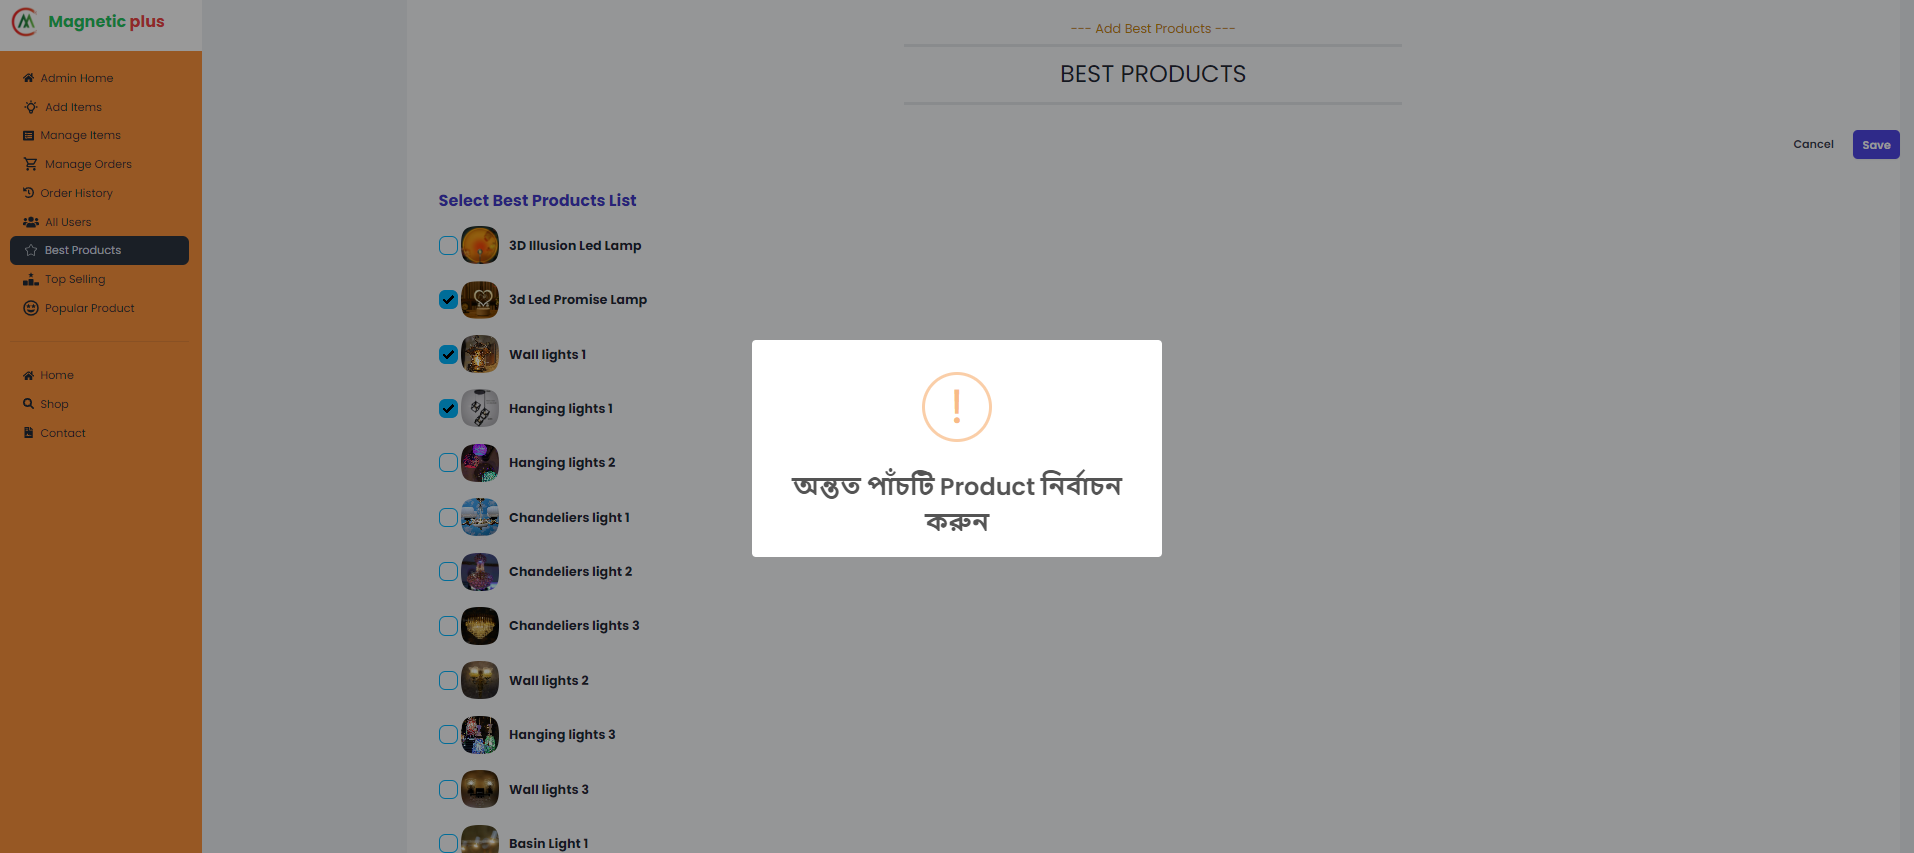 Magnetic plus
Admin Home
Add Items
Manage Items
Manage Orders
Order History
All Users
Best Products
Top Selling
Popular Product
Home
Shop
Contact
--- Add Best Products ---
BEST PRODUCTS
Cancel
Save
Select Best Products List
3D Illusion Led Lamp
3d Led Promise Lamp
Wall lights 1
Hanging lights 1
Hanging lights 2
Chandeliers light 1
Chandeliers light 2
Chandeliers lights 3
Wall lights 2
Hanging lights 3
Wall lights 3
Basin Light 1
!
অন্তত পাঁচটি Product নির্বাচন
করুন